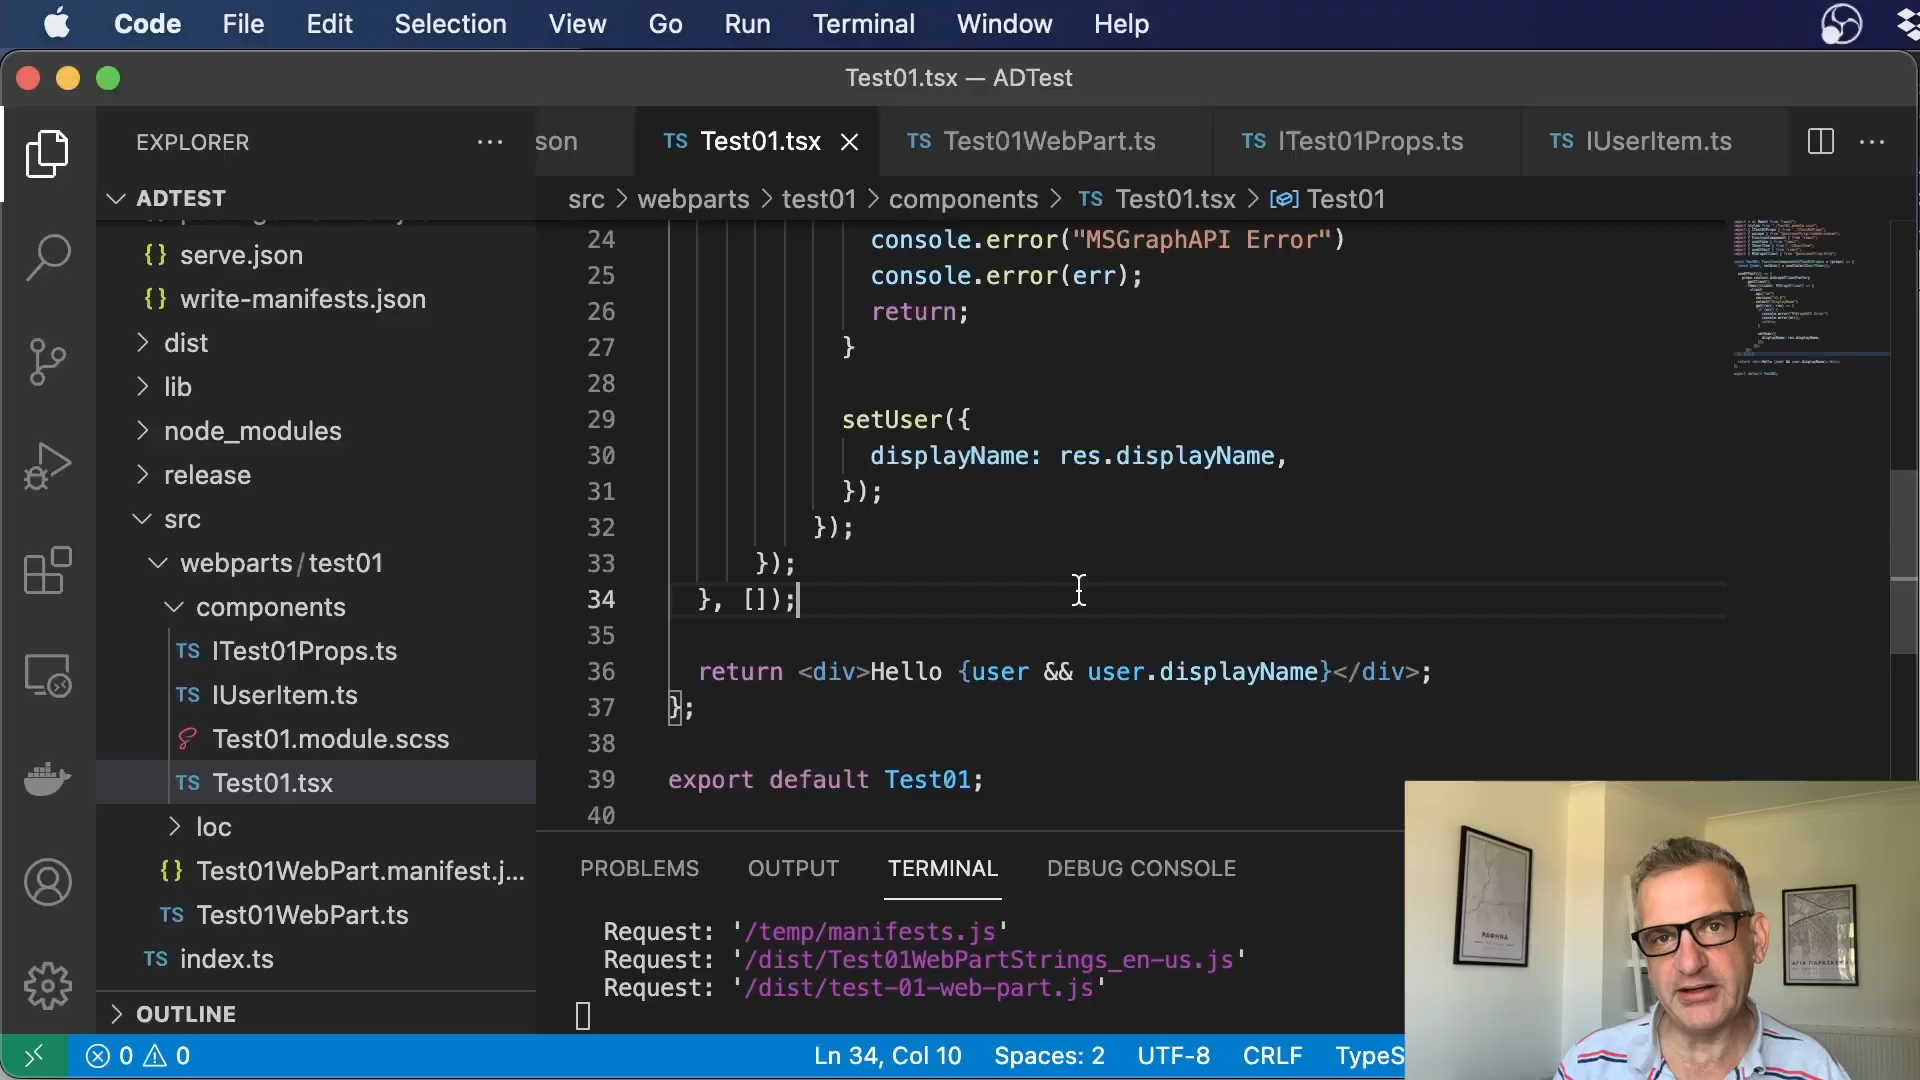 Code File Edit Selection View Go Run Terminal Window Help
Test01.tsx — ADTest
EXPLORER ···
son
TS Test01.tsx
TS Test01WebPart.ts
TS ITest01Props.ts
TS IUserItem.ts
ADTEST
src > webparts > test01 > components > TS Test01.tsx > Test01
{} serve.json
{} write-manifests.json
dist
lib
node_modules
release
src
webparts/test01
components
TS ITest01Props.ts
TS IUserItem.ts
Test01.module.scss
TS Test01.tsx
loc
{} Test01WebPart.manifest.j...
TS Test01WebPart.ts
TS index.ts
OUTLINE
24 console.error("MSGraphAPI Error")
25 console.error(err);
26 return;
27 }
28
29 setUser({
30 displayName: res.displayName,
31 });
32 });
33 });
34 }, []);
35
36 return <div>Hello {user && user.displayName}</div>;
37 };
38
39 export default Test01;
40
PROBLEMS OUTPUT TERMINAL DEBUG CONSOLE
Request: '/temp/manifests.js'
Request: '/dist/Test01WebPartStrings_en-us.js'
Request: '/dist/test-01-web-part.js'
ΡΑΦΗΝΑ
ΑΓΙΑ ΠΑΡΑΣΚΕΥΗ
0 0
Ln 34, Col 10 Spaces: 2 UTF-8 CRLF TypeS